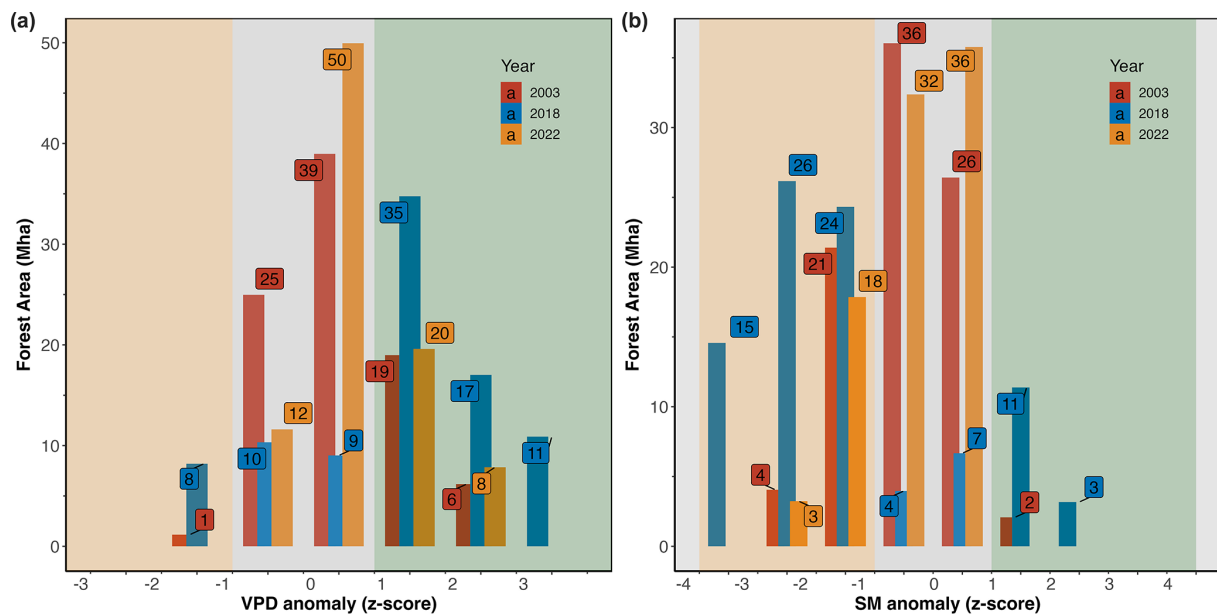 (a)
Forest Area (Mha)
50
40
30
20
10
0
Year
a 2003
a 2018
a 2022
8
1
25
10
12
39
9
50
19
35
20
6
17
8
11
-3 -2 -1 0 1 2 3
VPD anomaly (z-score)
(b)
Forest Area (Mha)
30
20
10
0
Year
a 2003
a 2018
a 2022
15
4
26
3
21
24
18
36
4
32
26
7
36
2
11
3
-4 -3 -2 -1 0 1 2 3 4
SM anomaly (z-score)